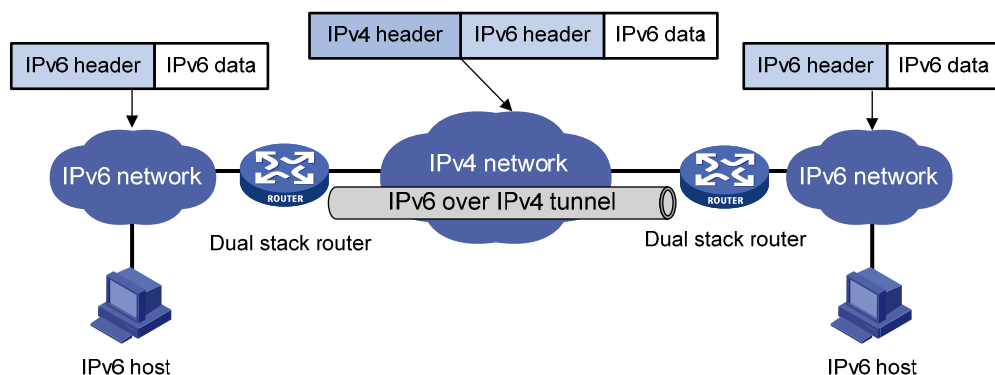 IPv4 header IPv6 header IPv6 data
IPv6 header IPv6 data
IPv6 header IPv6 data
IPv6 network
ROUTER
IPv4 network
ROUTER
IPv6 network
IPv6 over IPv4 tunnel
Dual stack router
Dual stack router
IPv6 host
IPv6 host